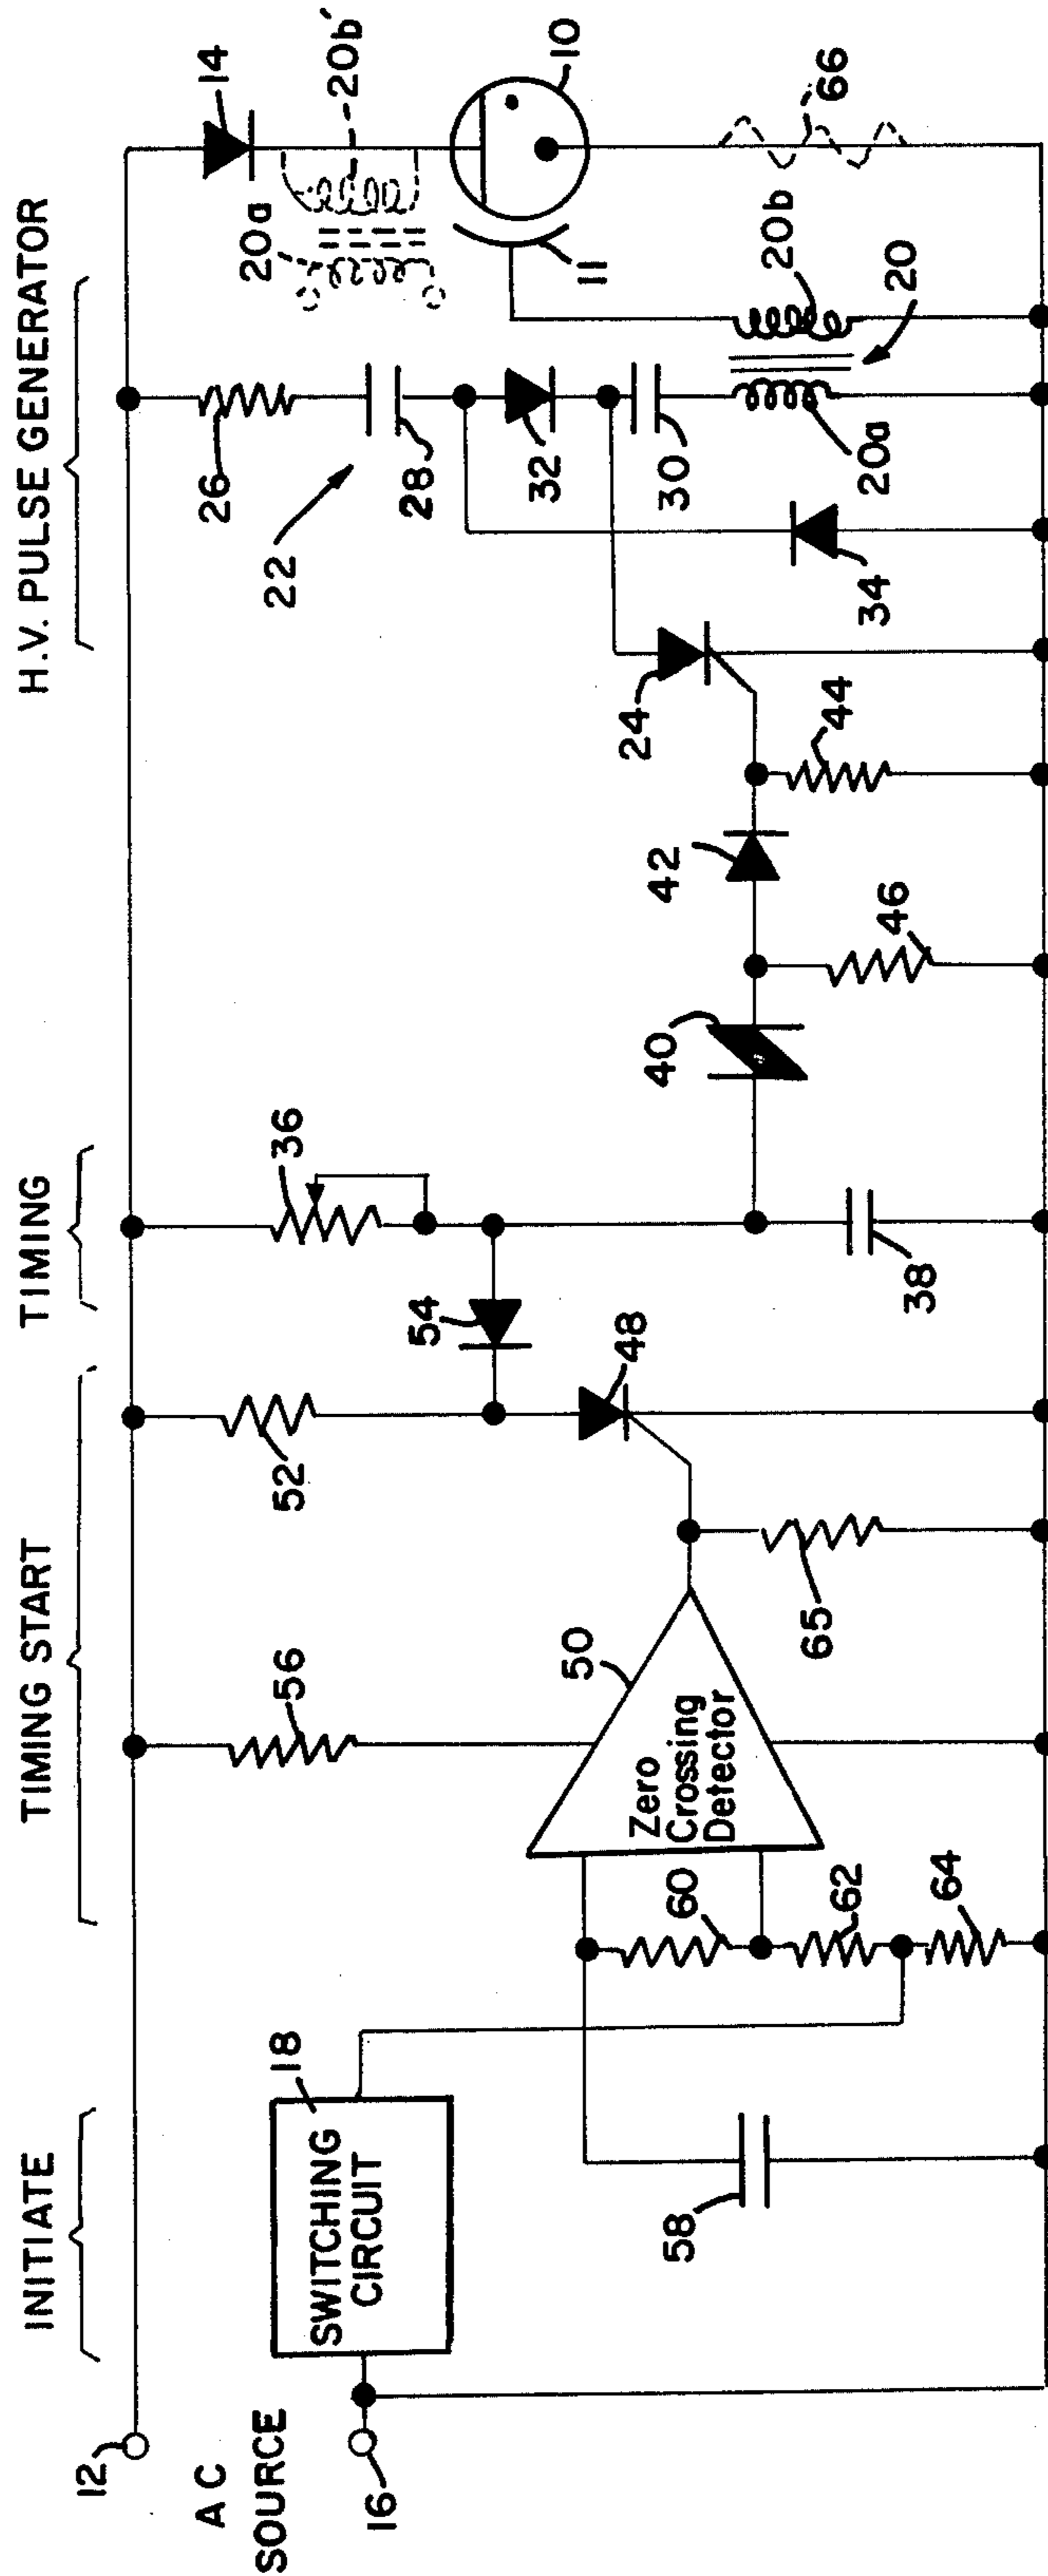 INITIATE
TIMING START
TIMING
H.V. PULSE GENERATOR
12
A C
SOURCE
16
18
SWITCHING
CIRCUIT
58
60
62
64
56
50
Zero
Crossing
Detector
65
52
48
54
36
38
40
46
42
44
24
34
22
26
28
32
30
20a
20b
20
11
10
14
20a'
20b'
66